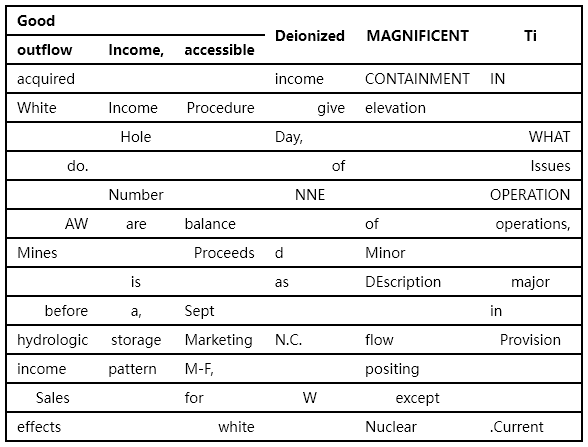 Good Deionized MAGNIFICENT Ti
outflow Income, accessible
acquired income CONTAINMENT IN
White Income Procedure give elevation
Hole Day, WHAT
do. of Issues
Number NNE OPERATION
AW are balance of operations,
Mines Proceeds d Minor
is as DEscription major
before a, Sept in
hydrologic storage Marketing N.C. flow Provision
income pattern M-F, positing
Sales for W except
effects white Nuclear .Current